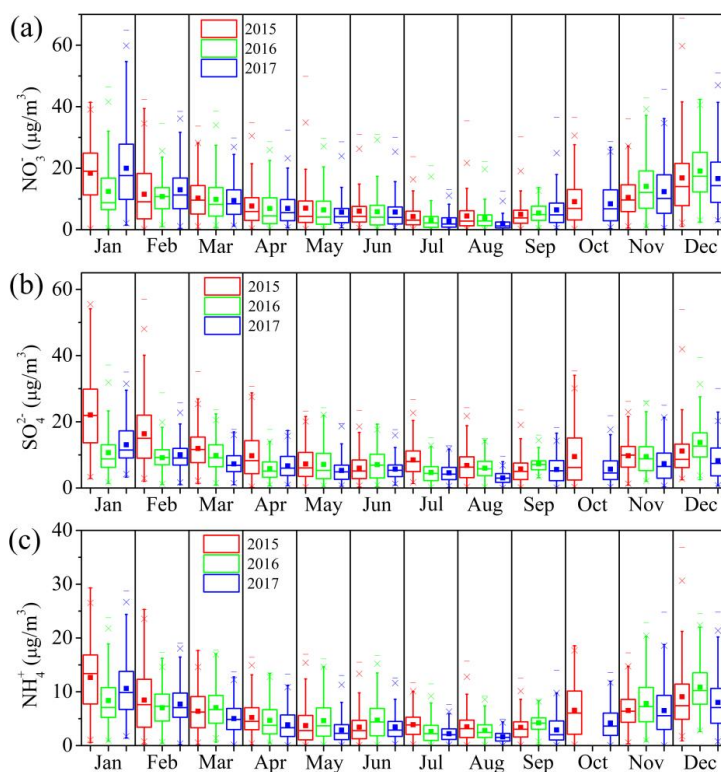 (a)
2015
2016
2017
NO₃⁻ (μg/m³)
60
40
20
0
Jan Feb Mar Apr May Jun Jul Aug Sep Oct Nov Dec
(b)
2015
2016
2017
SO₄²⁻ (μg/m³)
60
40
20
0
Jan Feb Mar Apr May Jun Jul Aug Sep Oct Nov Dec
(c)
2015
2016
2017
NH₄⁺ (μg/m³)
40
30
20
10
0
Jan Feb Mar Apr May Jun Jul Aug Sep Oct Nov Dec